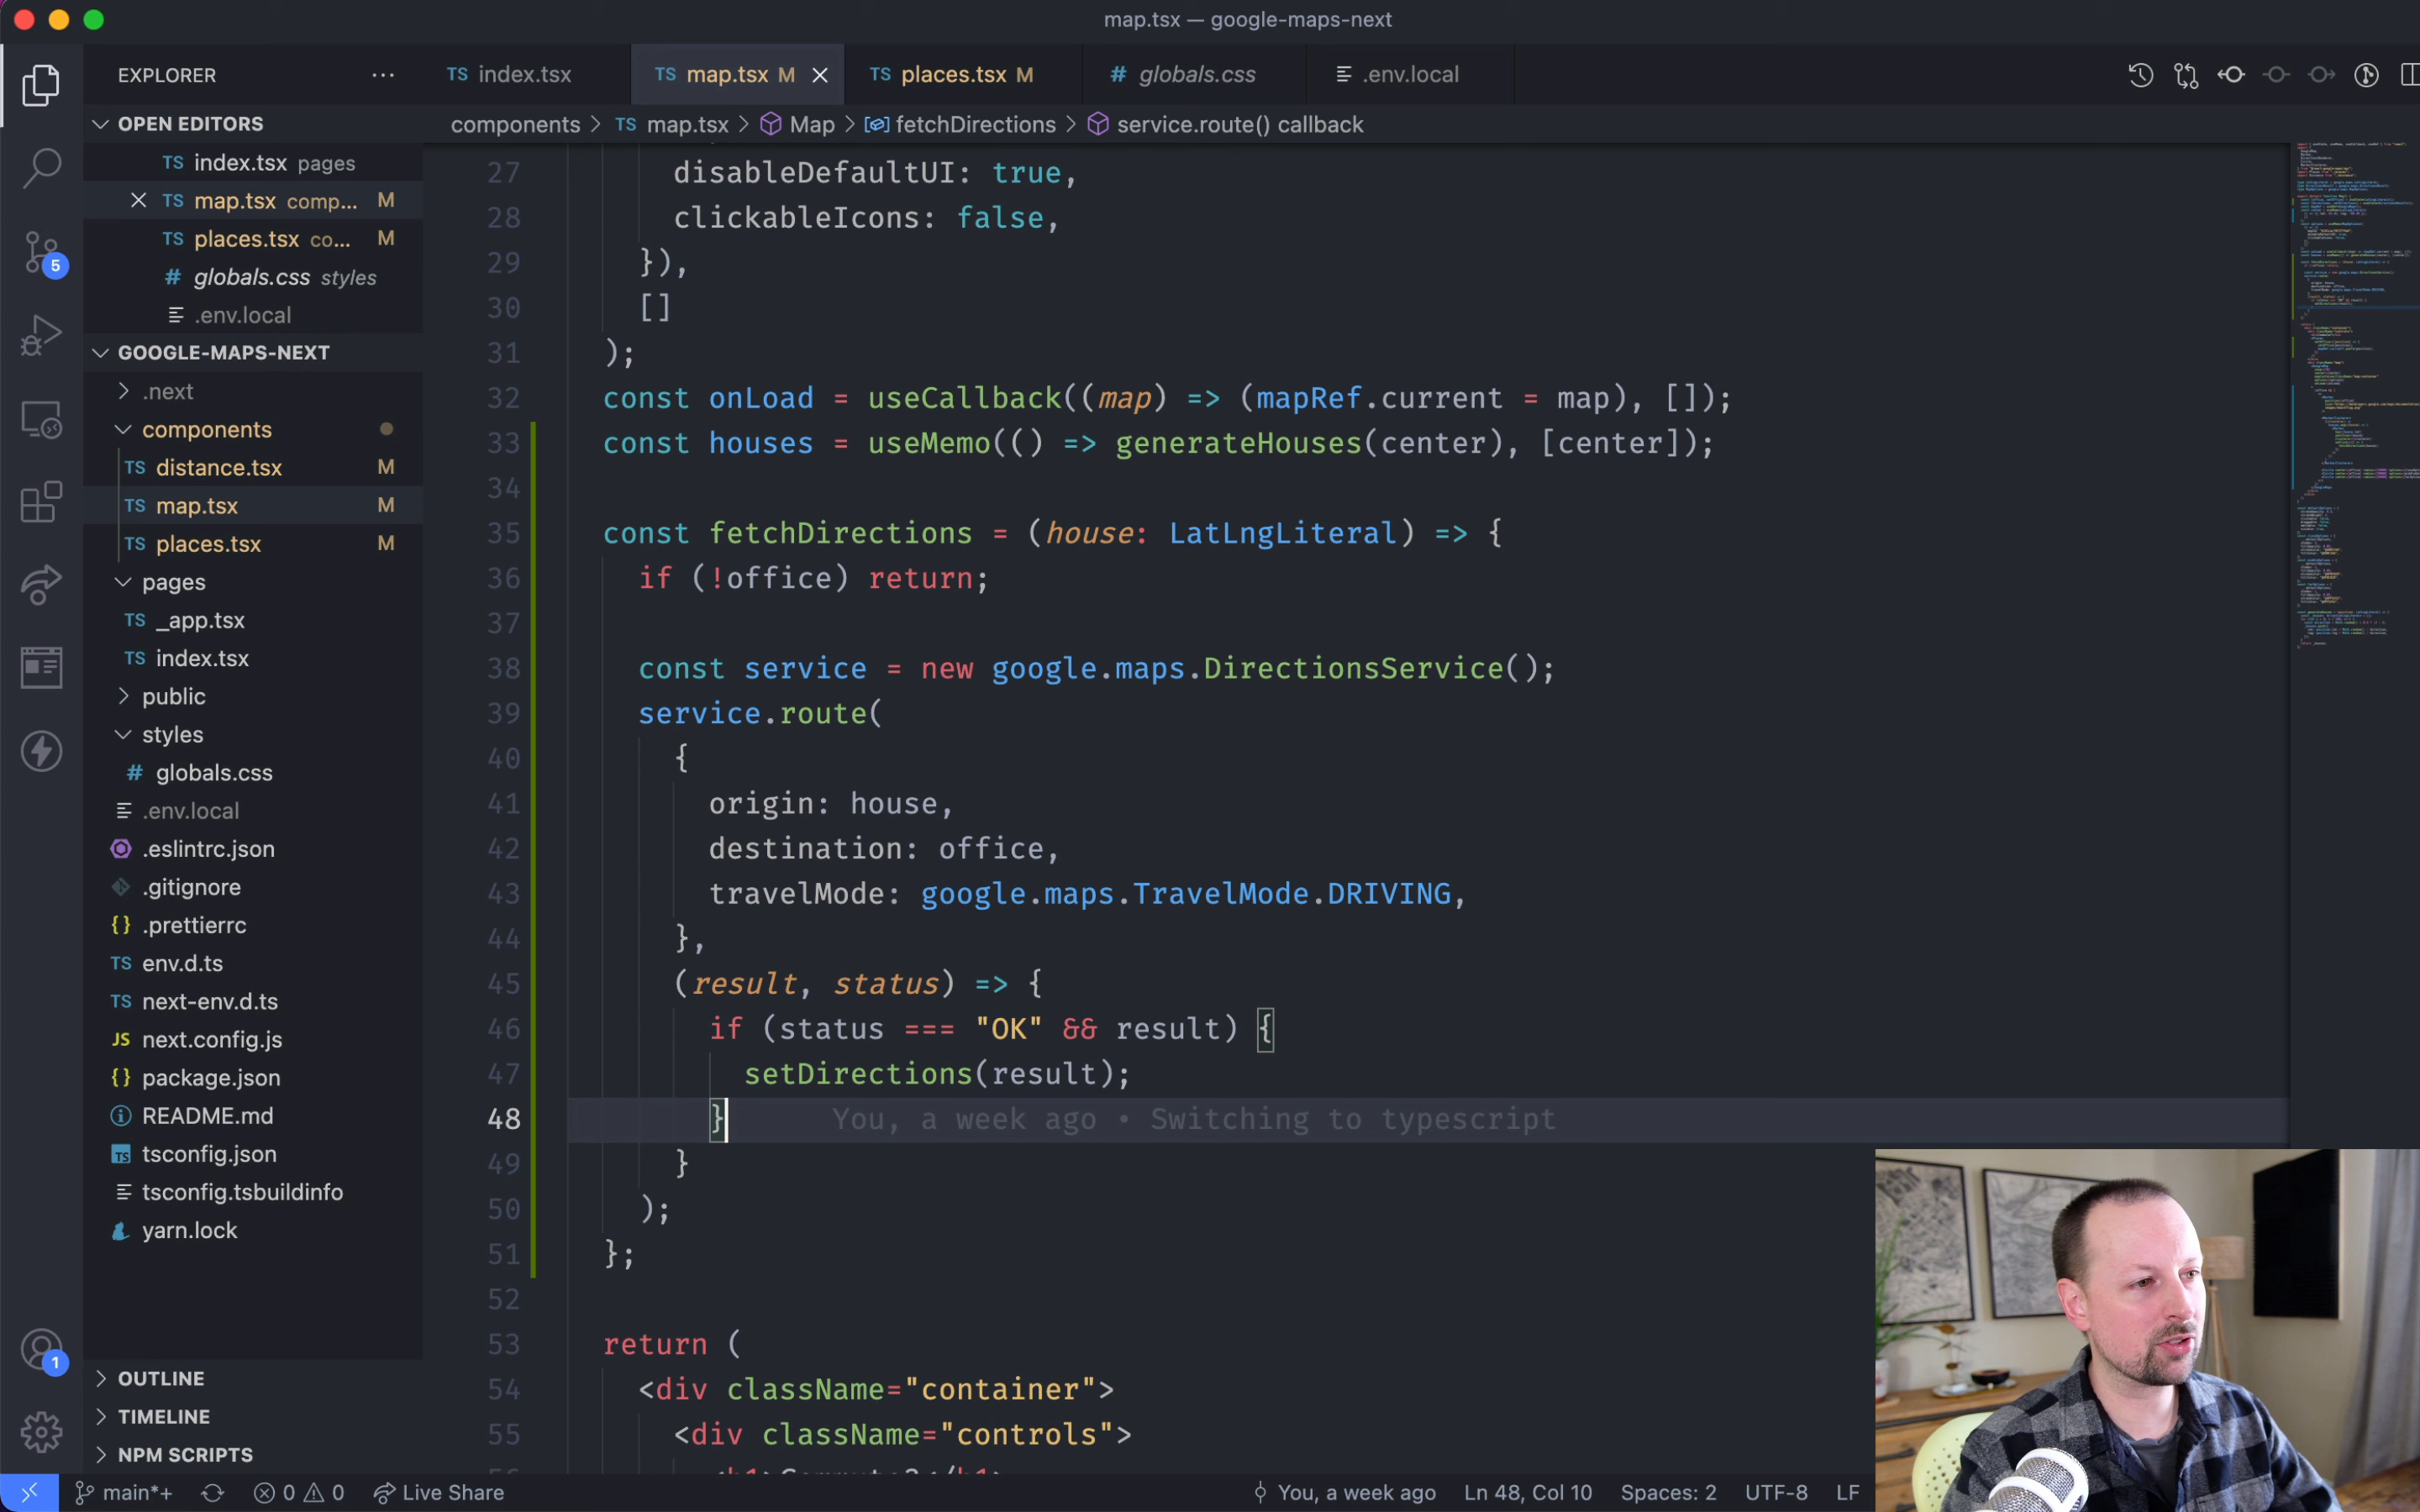 map.tsx — google-maps-next
EXPLORER
TS index.tsx
TS map.tsx M
TS places.tsx M
# globals.css
.env.local
components > TS map.tsx > Map > fetchDirections > service.route() callback
OPEN EDITORS
TS index.tsx pages
TS map.tsx comp... M
TS places.tsx co... M
# globals.css styles
.env.local
GOOGLE-MAPS-NEXT
.next
components
TS distance.tsx M
TS map.tsx M
TS places.tsx M
pages
TS _app.tsx
TS index.tsx
public
styles
# globals.css
.env.local
.eslintrc.json
.gitignore
{} .prettierrc
TS env.d.ts
TS next-env.d.ts
JS next.config.js
{} package.json
README.md
TS tsconfig.json
tsconfig.tsbuildinfo
yarn.lock
OUTLINE
TIMELINE
NPM SCRIPTS
5
1
27 disableDefaultUI: true,
28 clickableIcons: false,
29 }),
30 []
31 );
32 const onLoad = useCallback((map) => (mapRef.current = map), []);
33 const houses = useMemo(() => generateHouses(center), [center]);
34
35 const fetchDirections = (house: LatLngLiteral) => {
36 if (!office) return;
37
38 const service = new google.maps.DirectionsService();
39 service.route(
40 {
41 origin: house,
42 destination: office,
43 travelMode: google.maps.TravelMode.DRIVING,
44 },
45 (result, status) => {
46 if (status === "OK" && result) {
47 setDirections(result);
48 } You, a week ago • Switching to typescript
49 }
50 );
51 };
52
53 return (
54 <div className="container">
55 <div className="controls">
main*+
0 0
Live Share
You, a week ago
Ln 48, Col 10
Spaces: 2
UTF-8
LF